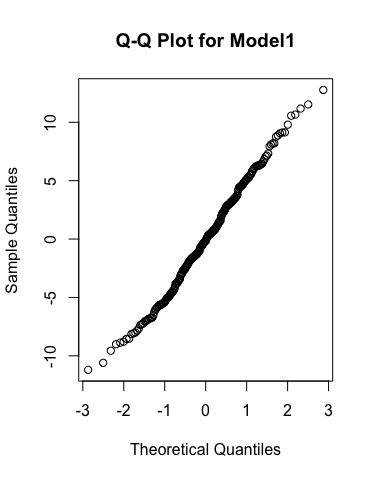 Q-Q Plot for Model1
Sample Quantiles
10
5
0
-5
-10
-3 -2 -1 0 1 2 3
Theoretical Quantiles